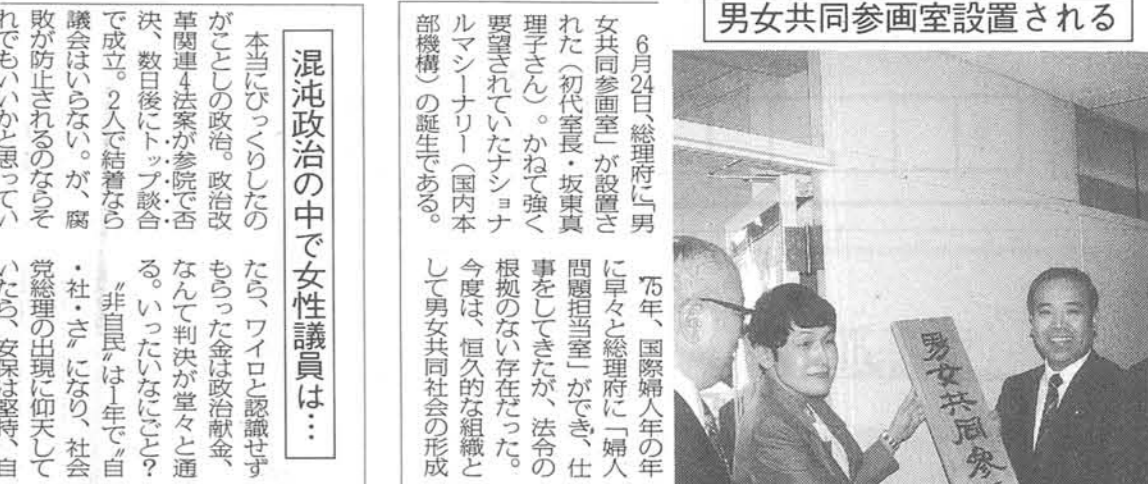 男女共同参画室設置される
6月24日、総理府に「男
女共同参画室」が設置さ
れた（初代室長・坂東真
理子さん）。かねて強く
要望されていたナショナ
ルマシーナリー（国内本
部機構）の誕生である。
'75年、国際婦人年の年
に早々と総理府に「婦人
問題担当室」ができ、仕
事をしてきたが、法令の
根拠のない存在だった。
今度は、恒久的な組織と
して男女共同社会の形成
男女共同参
混沌政治の中で女性議員は…
本当にびっくりしたの
がことしの政治。政治改
革関連4法案が参院で否
決、数日後にトップ談合
で成立。2人で結着なら
議会はいらない。が、腐
敗が防止されるのならそ
れでもいいかと思ってい
たら、ワイロと認識せず
もらった金は政治献金、
なんて判決が堂々と通
る。いったいなにごと？
〝非自民〟は1年で〝自
・社・さ〟になり、社会
党総理の出現に仰天して
いたら、安保は堅持、自